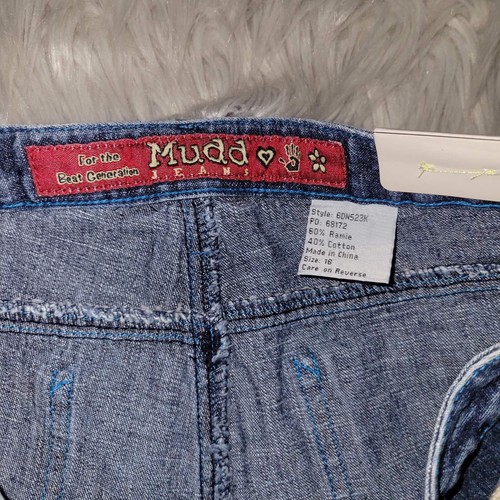 For the
Best Generation
Mudd
JEANS
Style: 6DN523K
PO: 68172
60% Ramie
40% Cotton
Made in China
Size: 16
Care on Reverse